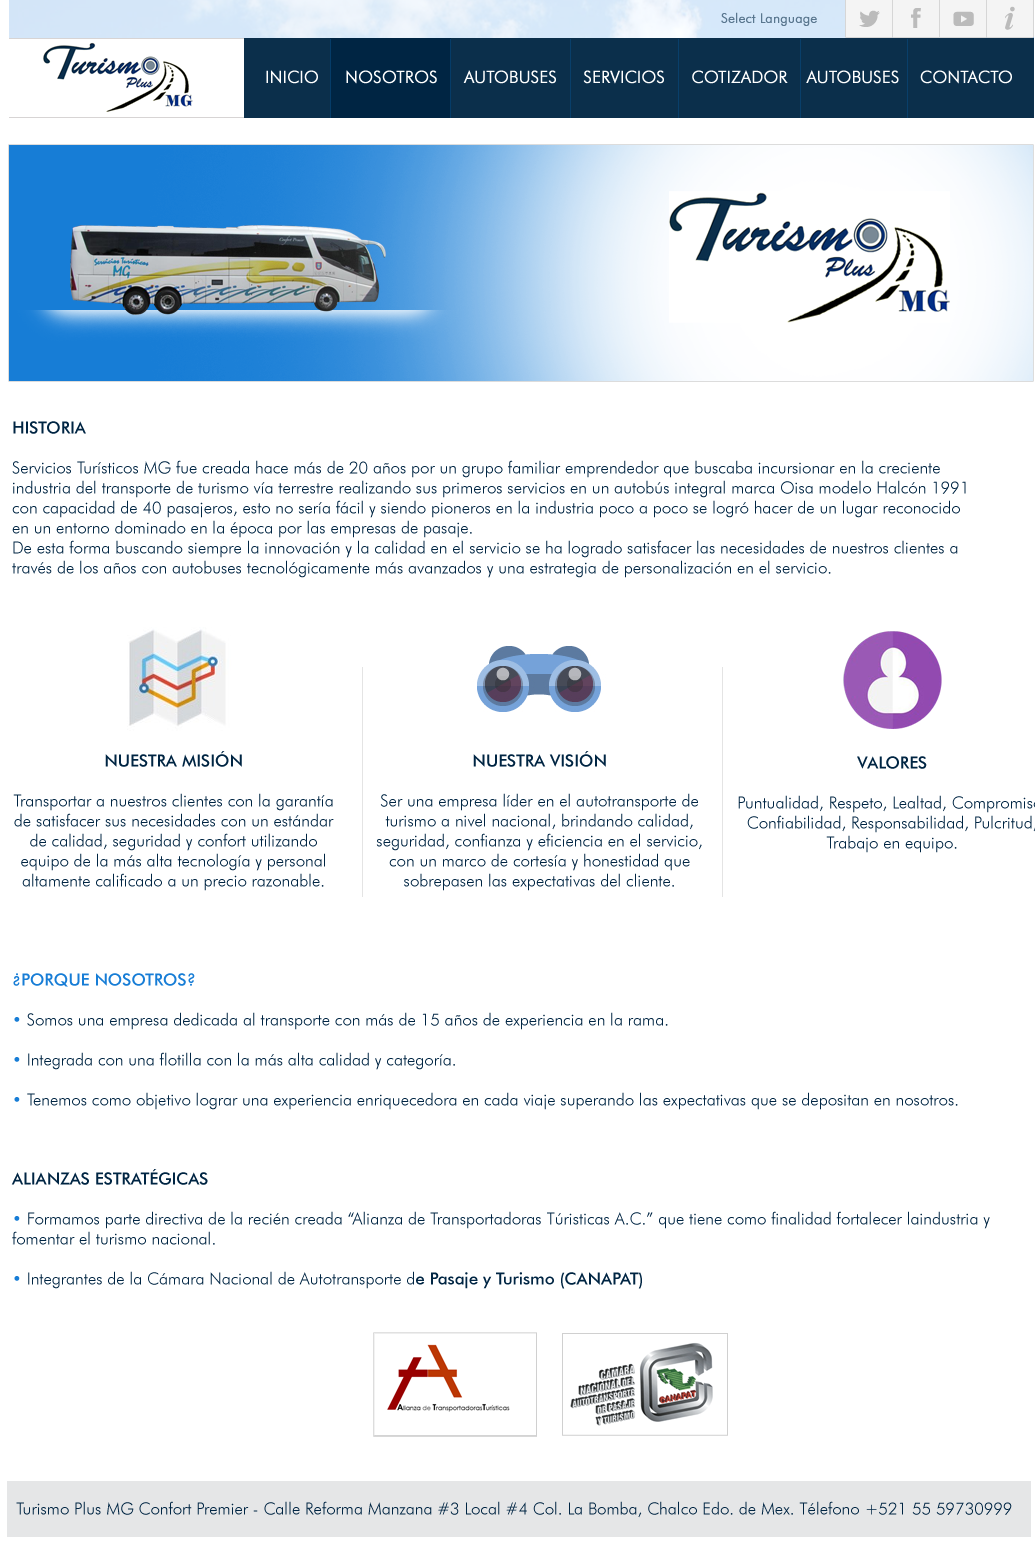 Select Language
Turismo
Plus
MG
INICIO NOSOTROS AUTOBUSES SERVICIOS COTIZADOR AUTOBUSES CONTACTO
Servicios Turísticos
MG
Turismo
Plus
MG
HISTORIA
Servicios Turísticos MG fue creada hace más de 20 años por un grupo familiar emprendedor que buscaba incursionar en la creciente
industria del transporte de turismo vía terrestre realizando sus primeros servicios en un autobús integral marca Oisa modelo Halcón 1991
con capacidad de 40 pasajeros, esto no sería fácil y siendo pioneros en la industria poco a poco se logró hacer de un lugar reconocido
en un entorno dominado en la época por las empresas de pasaje.
De esta forma buscando siempre la innovación y la calidad en el servicio se ha logrado satisfacer las necesidades de nuestros clientes a
través de los años con autobuses tecnológicamente más avanzados y una estrategia de personalización en el servicio.
NUESTRA MISIÓN
Transportar a nuestros clientes con la garantía
de satisfacer sus necesidades con un estándar
de calidad, seguridad y confort utilizando
equipo de la más alta tecnología y personal
altamente calificado a un precio razonable.
NUESTRA VISIÓN
Ser una empresa líder en el autotransporte de
turismo a nivel nacional, brindando calidad,
seguridad, confianza y eficiencia en el servicio,
con un marco de cortesía y honestidad que
sobrepasen las expectativas del cliente.
VALORES
Puntualidad, Respeto, Lealtad, Compromiso
Confiabilidad, Responsabilidad, Pulcritud,
Trabajo en equipo.
¿PORQUE NOSOTROS?
• Somos una empresa dedicada al transporte con más de 15 años de experiencia en la rama.
• Integrada con una flotilla con la más alta calidad y categoría.
• Tenemos como objetivo lograr una experiencia enriquecedora en cada viaje superando las expectativas que se depositan en nosotros.
ALIANZAS ESTRATÉGICAS
• Formamos parte directiva de la recién creada “Alianza de Transportadoras Túristicas A.C.” que tiene como finalidad fortalecer laindustria y
fomentar el turismo nacional.
• Integrantes de la Cámara Nacional de Autotransporte de Pasaje y Turismo (CANAPAT)
Alianza de TransportadorasTurísticas
CAMARA
NACIONAL DEL
AUTOTRANSPORTE
DE PASAJE
Y TURISMO
CANAPAT
Turismo Plus MG Confort Premier - Calle Reforma Manzana #3 Local #4 Col. La Bomba, Chalco Edo. de Mex. Télefono +521 55 59730999